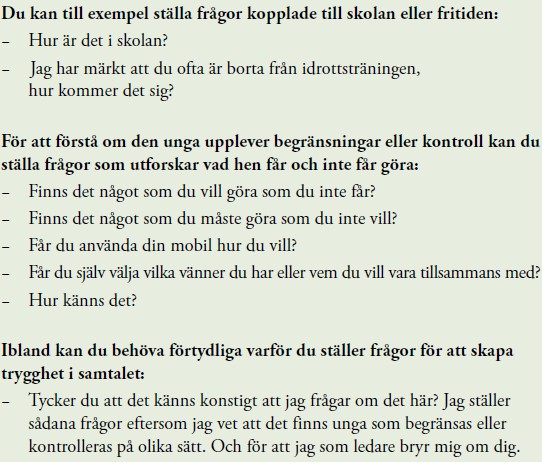 Du kan till exempel ställa frågor kopplade till skolan eller fritiden:
– Hur är det i skolan?
– Jag har märkt att du ofta är borta från idrottsträningen,
hur kommer det sig?
För att förstå om den unga upplever begränsningar eller kontroll kan du
ställa frågor som utforskar vad hen får och inte får göra:
– Finns det något som du vill göra som du inte får?
– Finns det något som du måste göra som du inte vill?
– Får du använda din mobil hur du vill?
– Får du själv välja vilka vänner du har eller vem du vill vara tillsammans med?
– Hur känns det?
Ibland kan du behöva förtydliga varför du ställer frågor för att skapa
trygghet i samtalet:
– Tycker du att det känns konstigt att jag frågar om det här? Jag ställer
sådana frågor eftersom jag vet att det finns unga som begränsas eller
kontrolleras på olika sätt. Och för att jag som ledare bryr mig om dig.